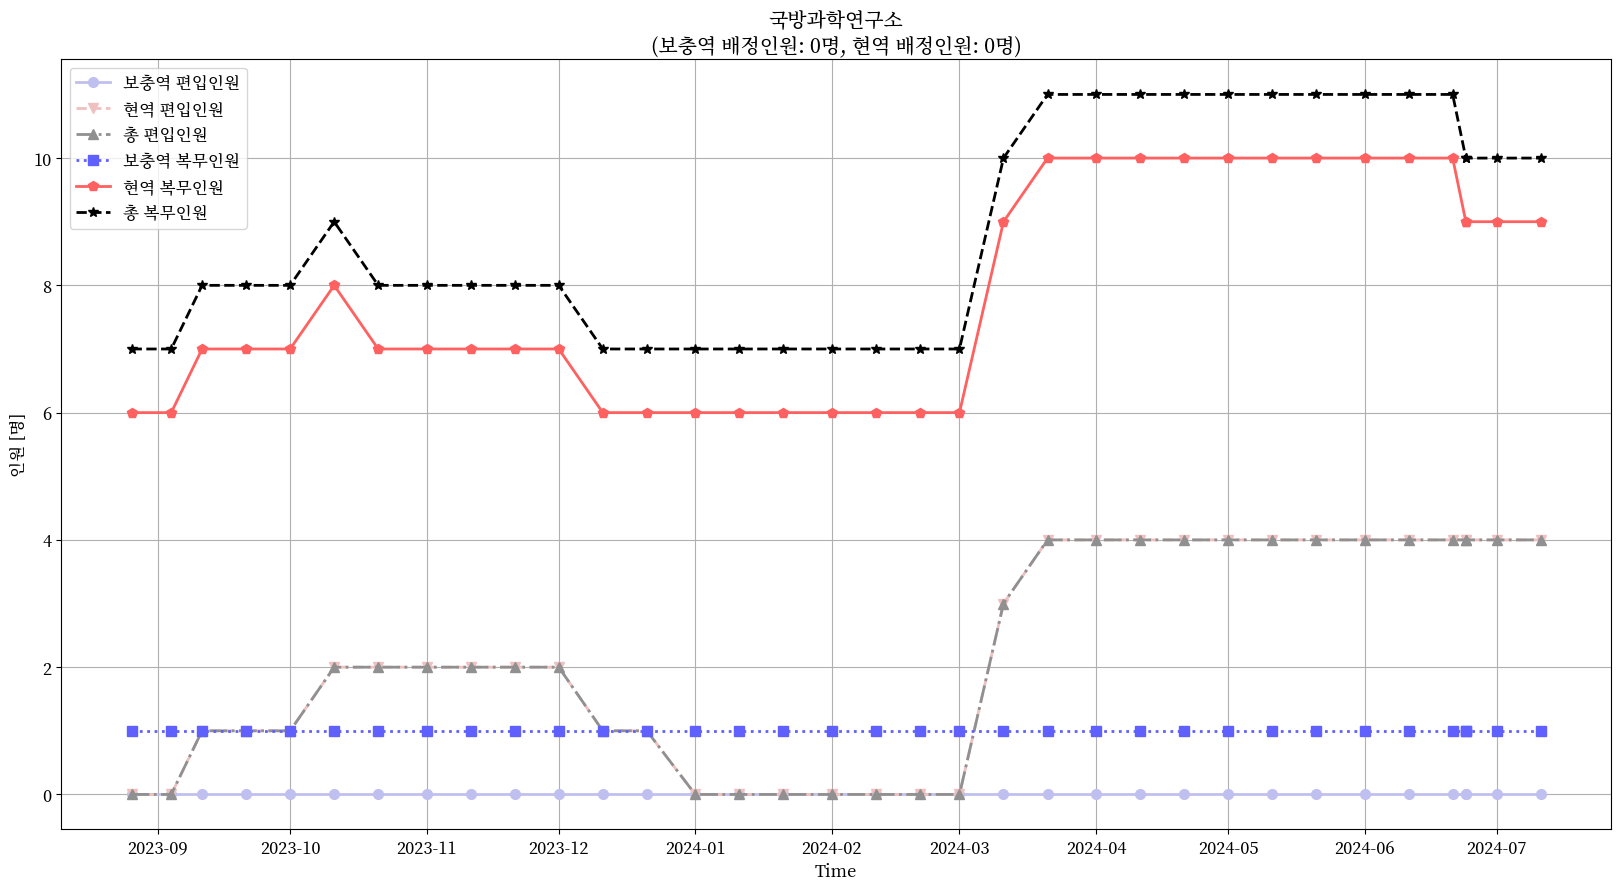 국방과학연구소
(보충역 배정인원: 0명, 현역 배정인원: 0명)
보충역 편입인원
현역 편입인원
총 편입인원
보충역 복무인원
현역 복무인원
총 복무인원
10
8
6
4
2
0
인원 [명]
2023-09 2023-10 2023-11 2023-12 2024-01 2024-02 2024-03 2024-04 2024-05 2024-06 2024-07
Time